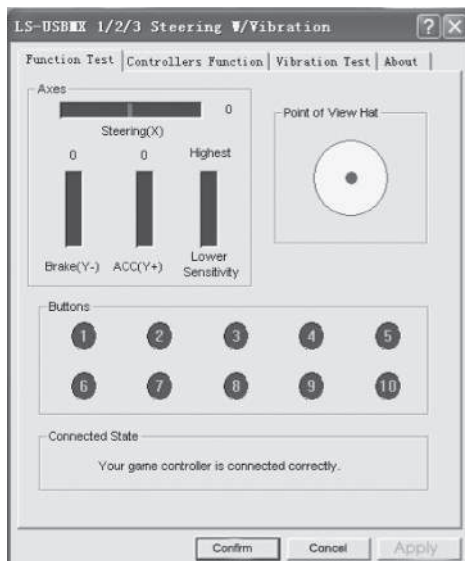 LS-USBMX 1/2/3 Steering W/Vibration
Function Test Controllers Function Vibration Test About
Axes
0
Steering(X)
0 0 Highest
Brake(Y-) ACC(Y+) Lower
Sensitivity
Point of View Hat
Buttons
1 2 3 4 5
6 7 8 9 10
Connected State
Your game controller is connected correctly.
Confirm Cancel Apply